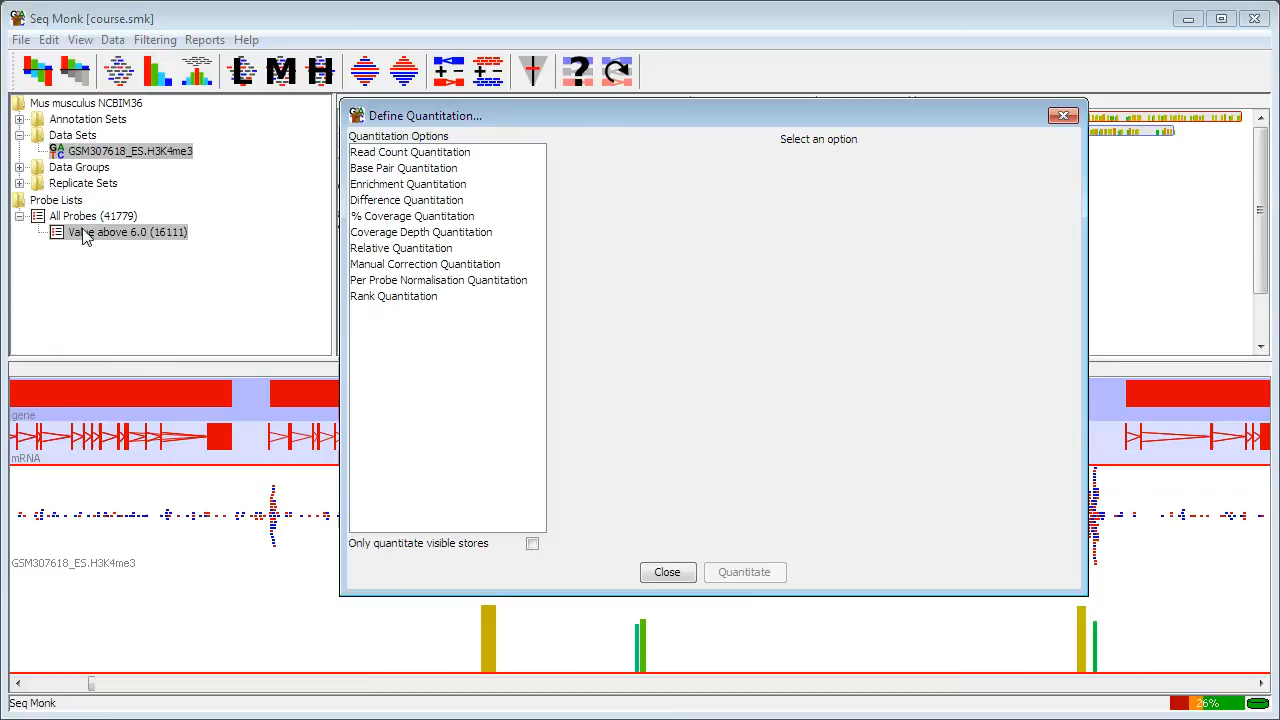 Seq Monk [course.smk]
File Edit View Data Filtering Reports Help
L M H ?
Mus musculus NCBIM36
Annotation Sets
Data Sets
GSM307618_ES.H3K4me3
Data Groups
Replicate Sets
Probe Lists
All Probes (41779)
Value above 6.0 (16111)
Define Quantitation...
Quantitation Options
Select an option
Read Count Quantitation
Base Pair Quantitation
Enrichment Quantitation
Difference Quantitation
% Coverage Quantitation
Coverage Depth Quantitation
Relative Quantitation
Manual Correction Quantitation
Per Probe Normalisation Quantitation
Rank Quantitation
Only quantitate visible stores
Close Quantitate
gene
mRNA
GSM307618_ES.H3K4me3
Seq Monk
26%